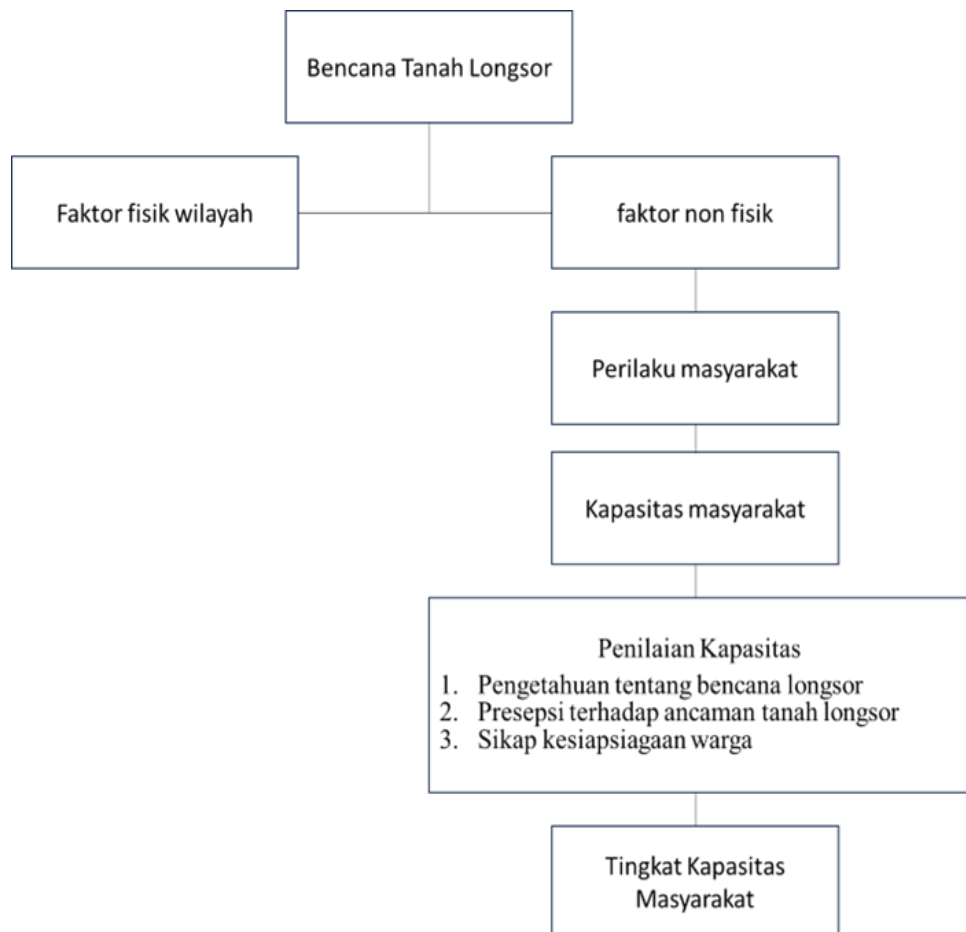 Bencana Tanah Longsor
Faktor fisik wilayah
faktor non fisik
Perilaku masyarakat
Kapasitas masyarakat
Penilaian Kapasitas
1. Pengetahuan tentang bencana longsor
2. Presepsi terhadap ancaman tanah longsor
3. Sikap kesiapsiagaan warga
Tingkat Kapasitas
Masyarakat